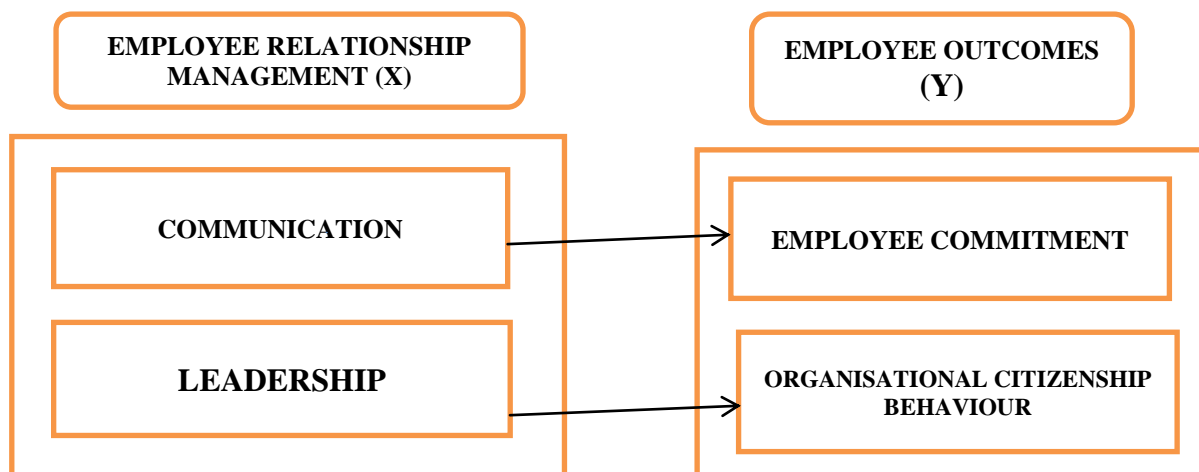 EMPLOYEE RELATIONSHIP
MANAGEMENT (X)
EMPLOYEE OUTCOMES
(Y)
COMMUNICATION
EMPLOYEE COMMITMENT
LEADERSHIP
ORGANISATIONAL CITIZENSHIP
BEHAVIOUR